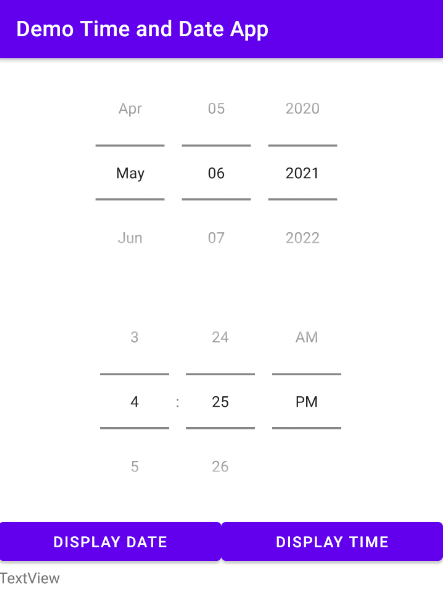 Demo Time and Date App
Apr 05 2020
May 06 2021
Jun 07 2022
3 24 AM
4 : 25 PM
5 26
DISPLAY DATE DISPLAY TIME
TextView